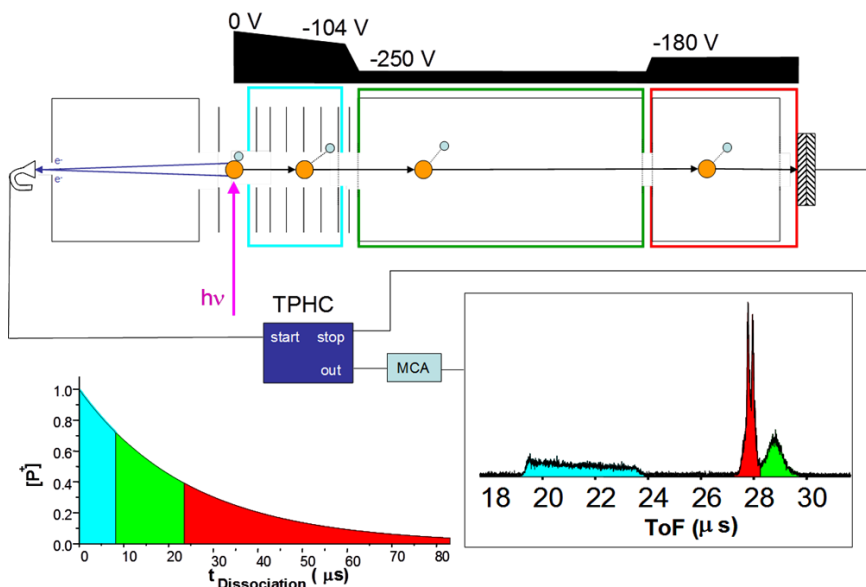 0 V
-104 V
-250 V
-180 V
e-
e-
hν
TPHC
start stop
out
MCA
1.0
0.8
0.6
0.4
0.2
0.0
[P+]
0 10 20 30 40 50 60 70 80
t Dissociation ( μs)
18 20 22 24 26 28 30
ToF (μ s)